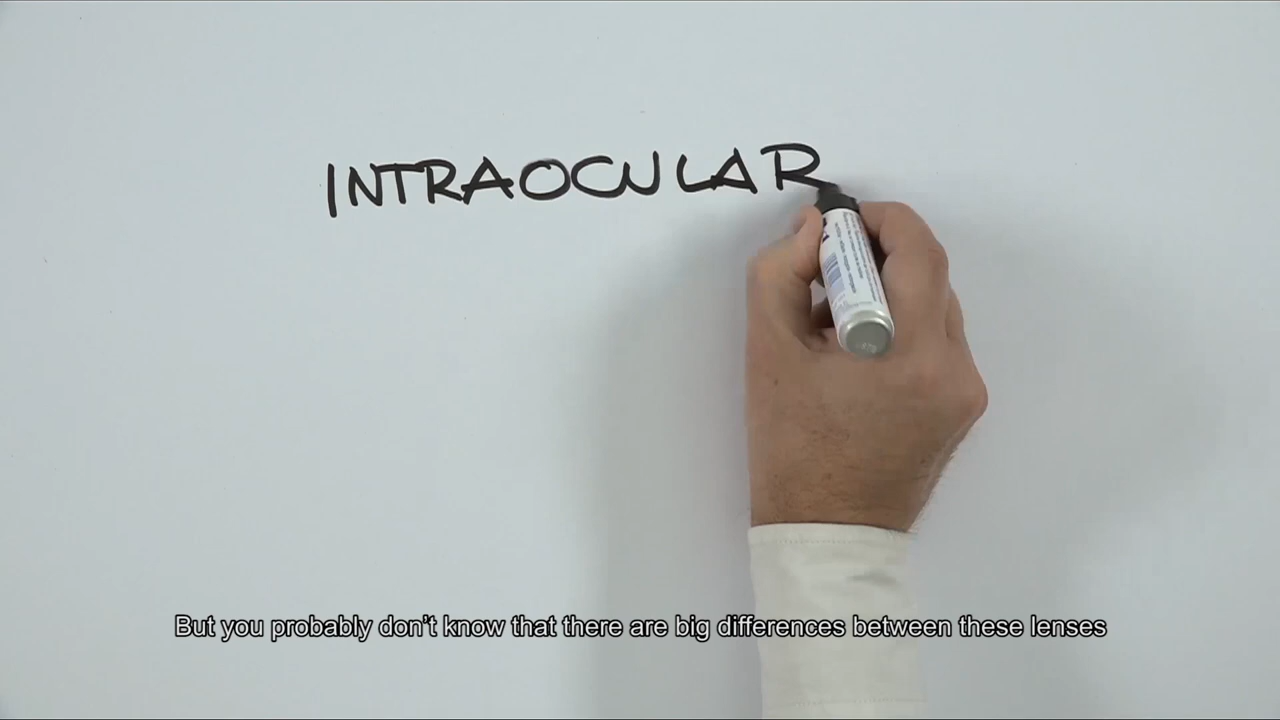 INTRAOCULAR
But you probably don't know that there are big differences between these lenses